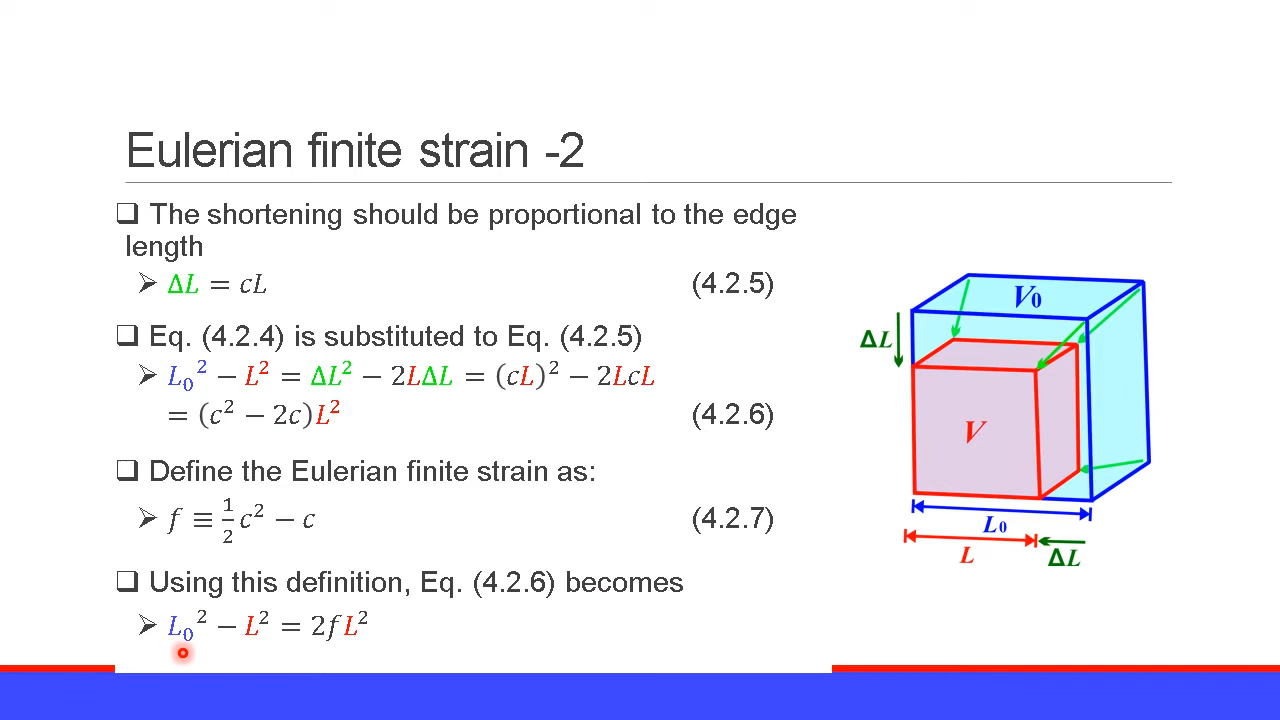 Eulerian finite strain -2
❑ The shortening should be proportional to the edge
length
➢ ΔL = cL (4.2.5)
❑ Eq. (4.2.4) is substituted to Eq. (4.2.5)
➢ L₀² − L² = ΔL² − 2LΔL = (cL)² − 2LcL
= (c² − 2c)L² (4.2.6)
❑ Define the Eulerian finite strain as:
➢ f ≡ ½c² − c (4.2.7)
❑ Using this definition, Eq. (4.2.6) becomes
➢ L₀² − L² = 2fL²
V₀
ΔL
V
L₀
L
ΔL